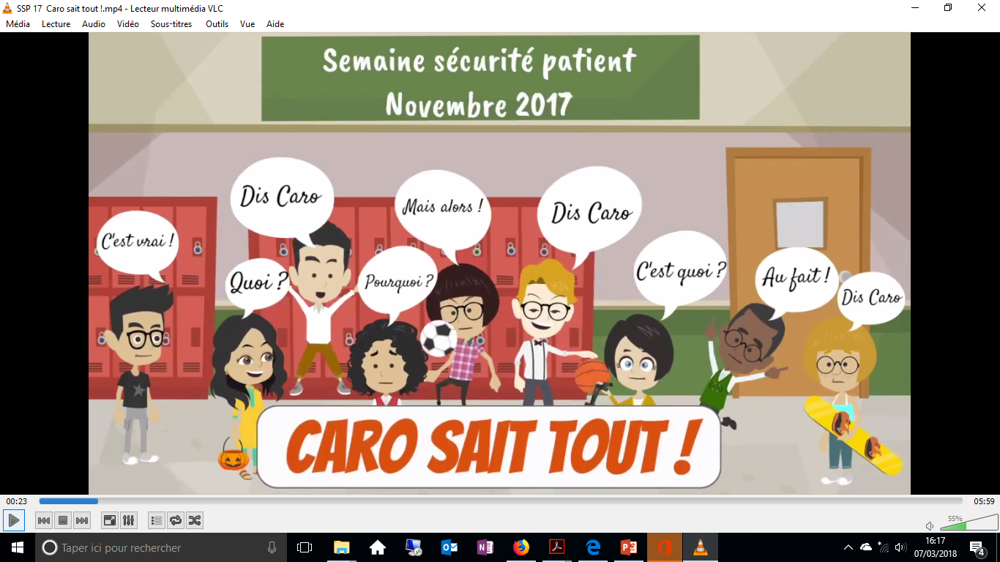 SSP 17  Caro sait tout !.mp4 - Lecteur multimédia VLC
Média Lecture Audio Vidéo Sous-titres Outils Vue Aide
Semaine sécurité patient
Novembre 2017
C'est vrai !
Dis Caro
Quoi ?
Pourquoi ?
Mais alors !
Dis Caro
C'est quoi ?
Au fait !
Dis Caro
CARO SAIT TOUT !
00:23
05:59
55%
Taper ici pour rechercher
16:17
07/03/2018
4